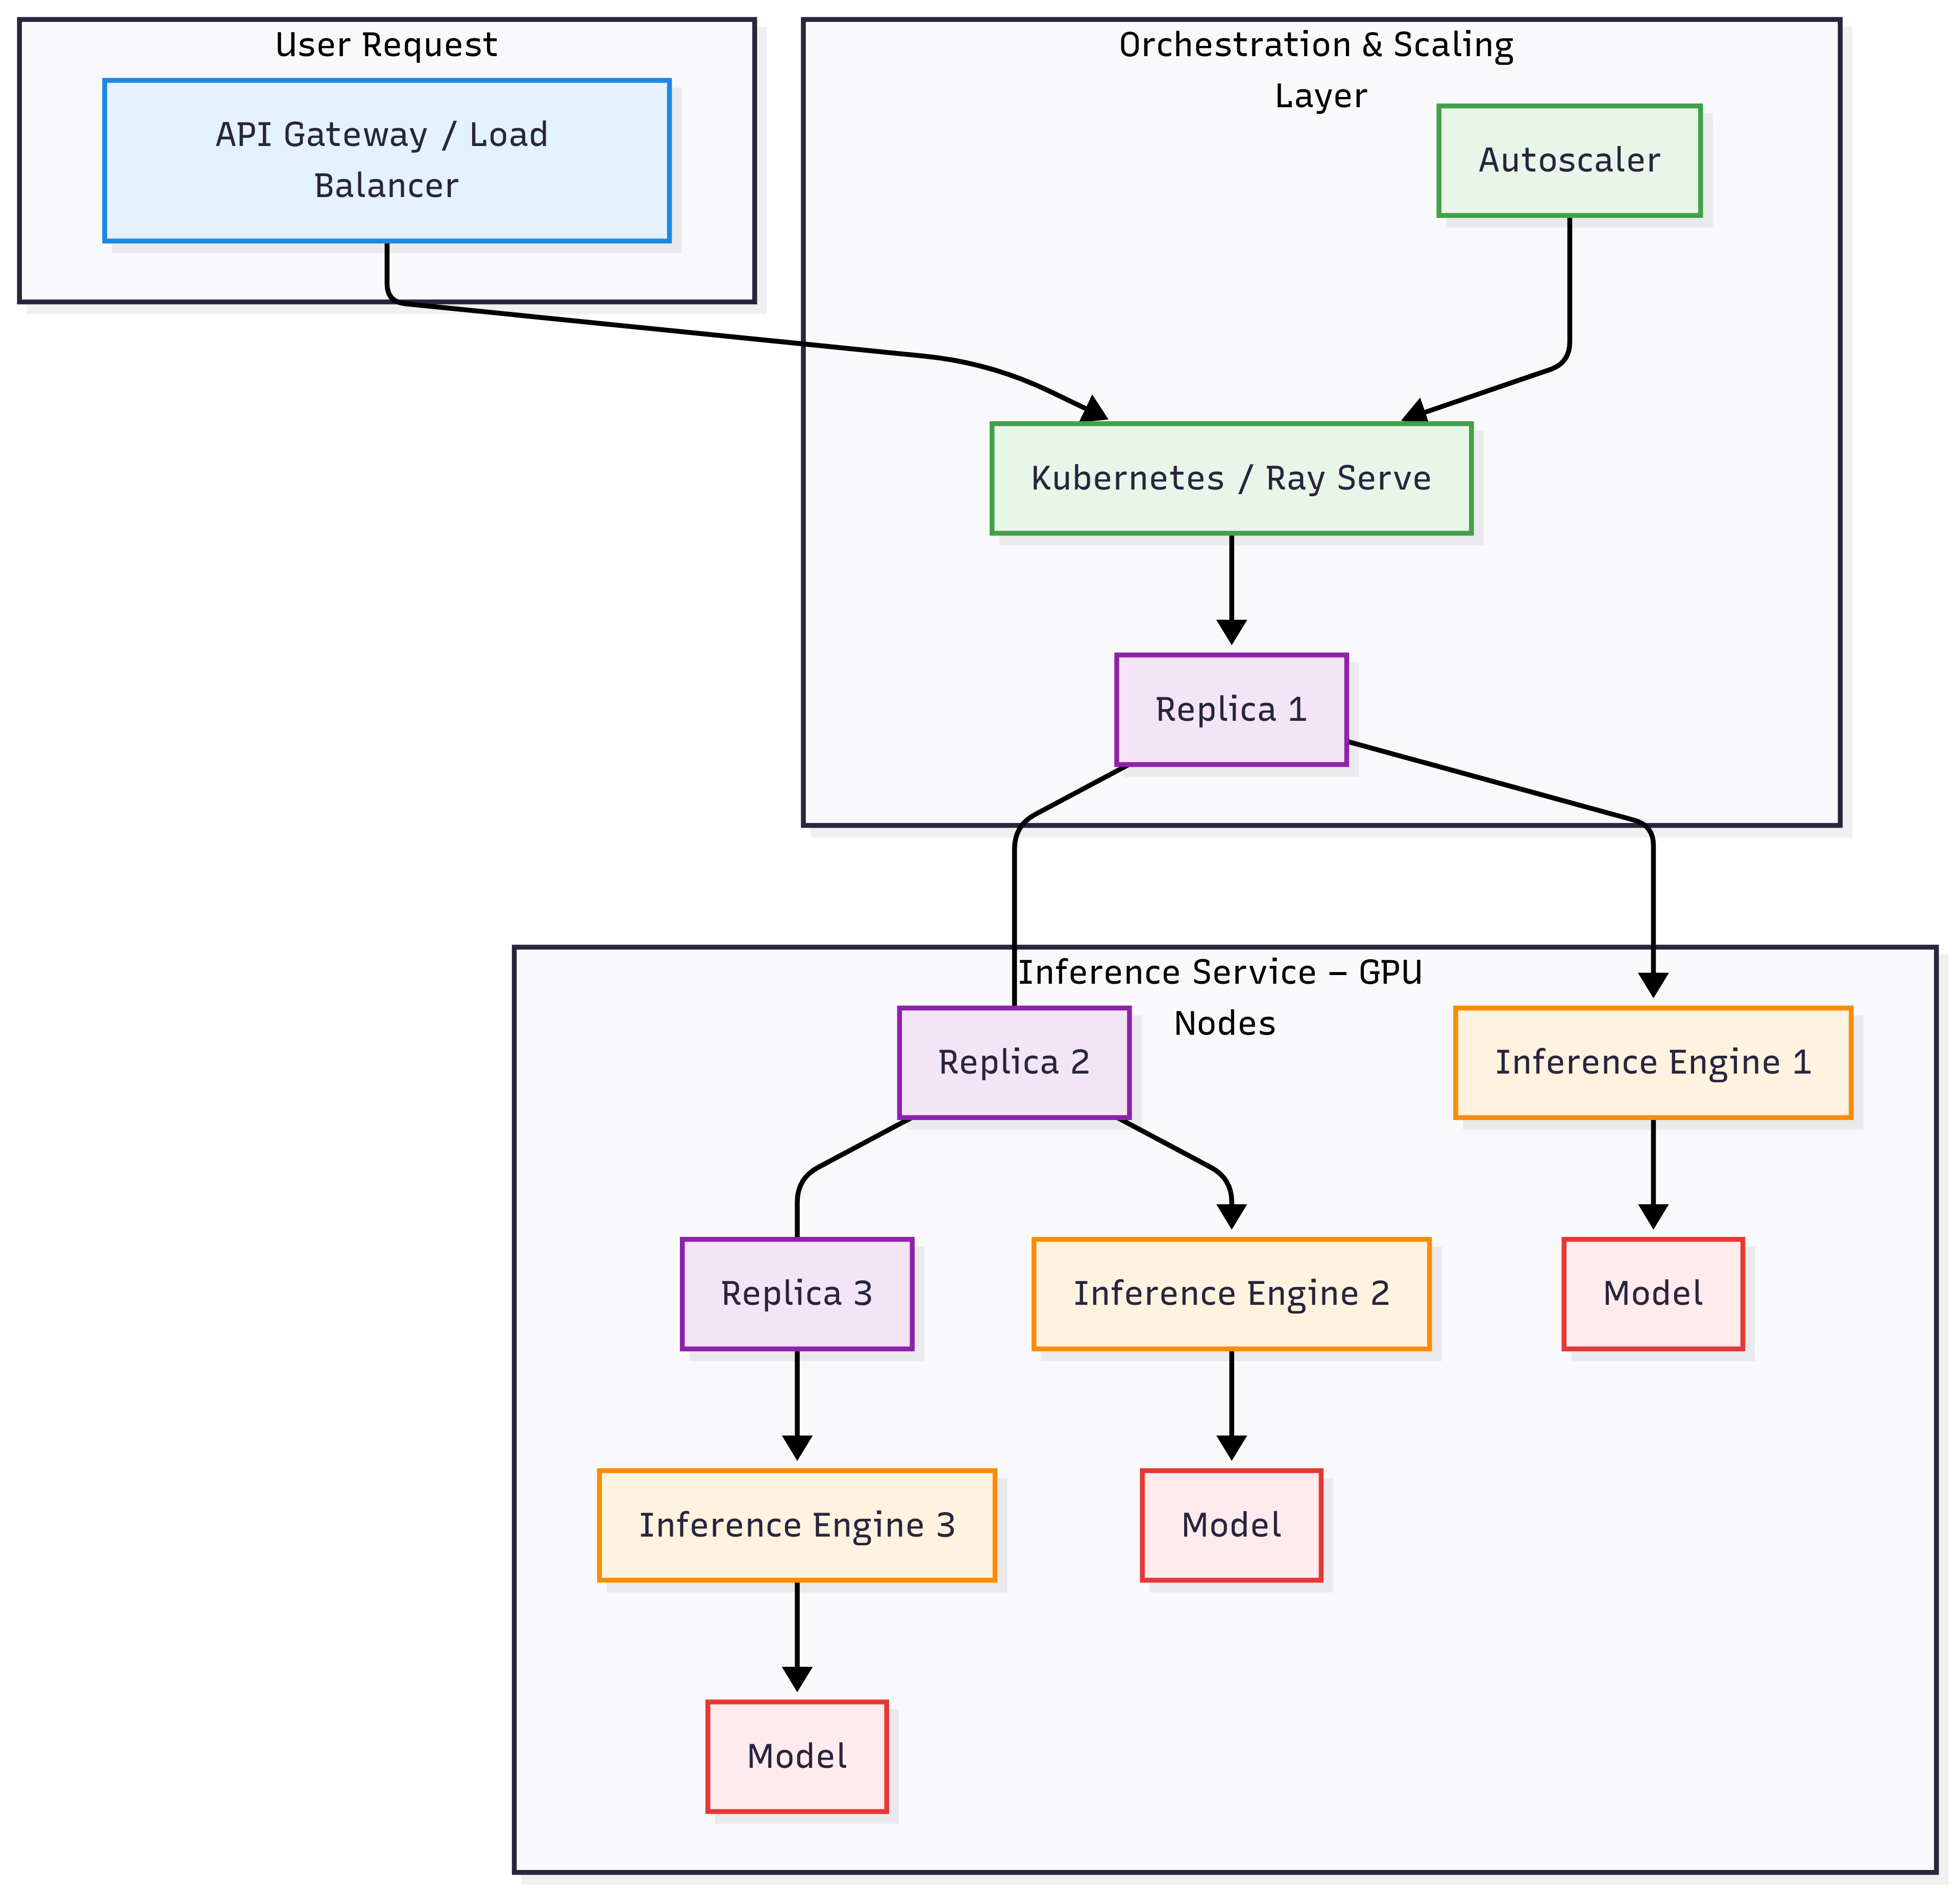 User Request
API Gateway / Load
Balancer
Orchestration & Scaling
Layer
Autoscaler
Kubernetes / Ray Serve
Replica 1
Inference Service – GPU
Nodes
Replica 2
Inference Engine 1
Replica 3
Inference Engine 2
Model
Inference Engine 3
Model
Model